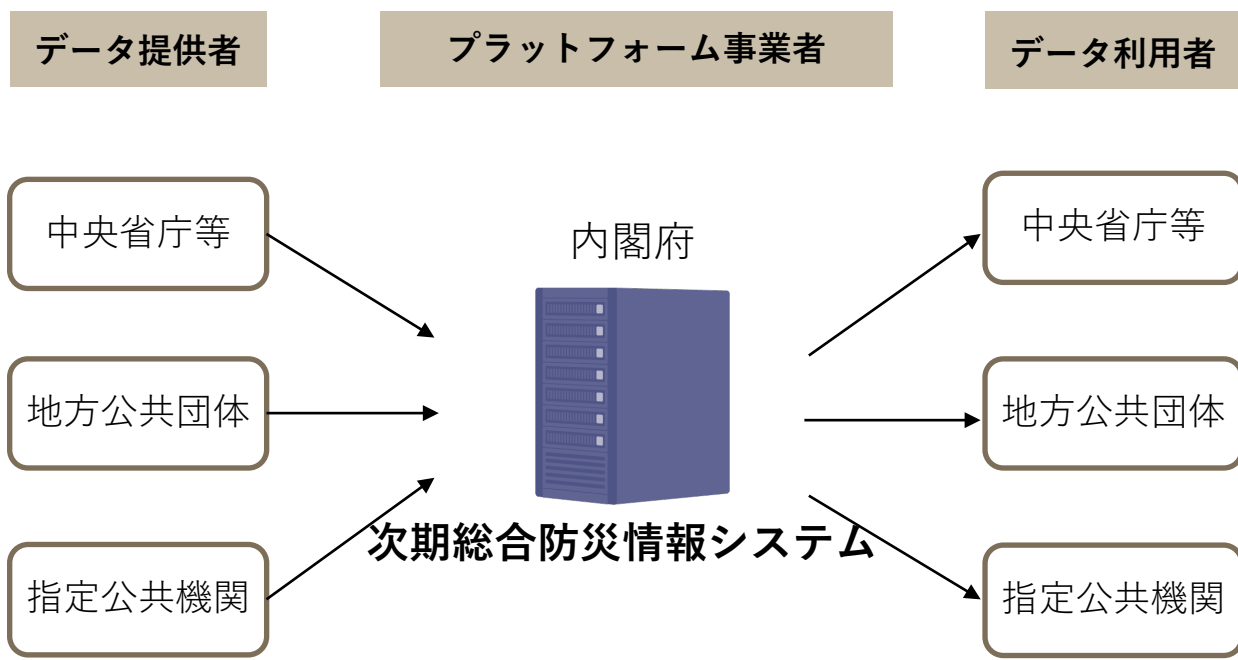 データ提供者
プラットフォーム事業者
データ利用者
中央省庁等
地方公共団体
指定公共機関
内閣府
次期総合防災情報システム
中央省庁等
地方公共団体
指定公共機関